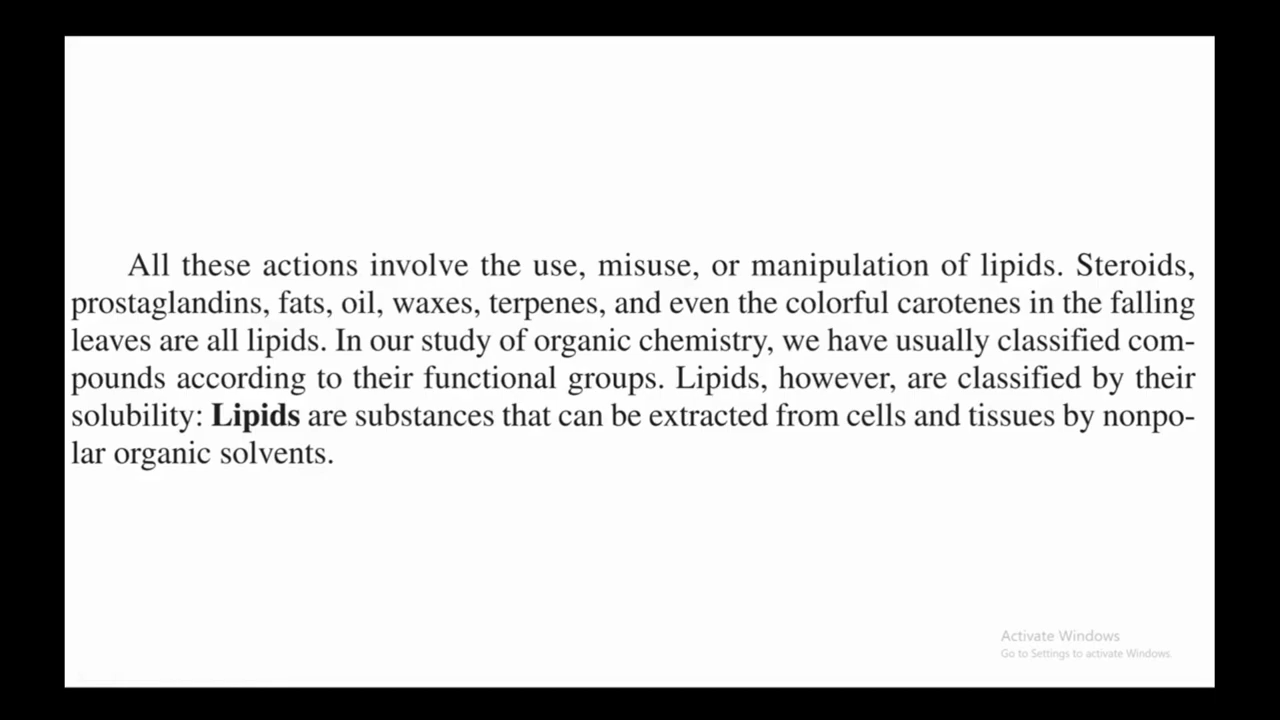 All these actions involve the use, misuse, or manipulation of lipids. Steroids,
prostaglandins, fats, oil, waxes, terpenes, and even the colorful carotenes in the falling
leaves are all lipids. In our study of organic chemistry, we have usually classified com-
pounds according to their functional groups. Lipids, however, are classified by their
solubility: Lipids are substances that can be extracted from cells and tissues by nonpo-
lar organic solvents.
Activate Windows
Go to Settings to activate Windows.